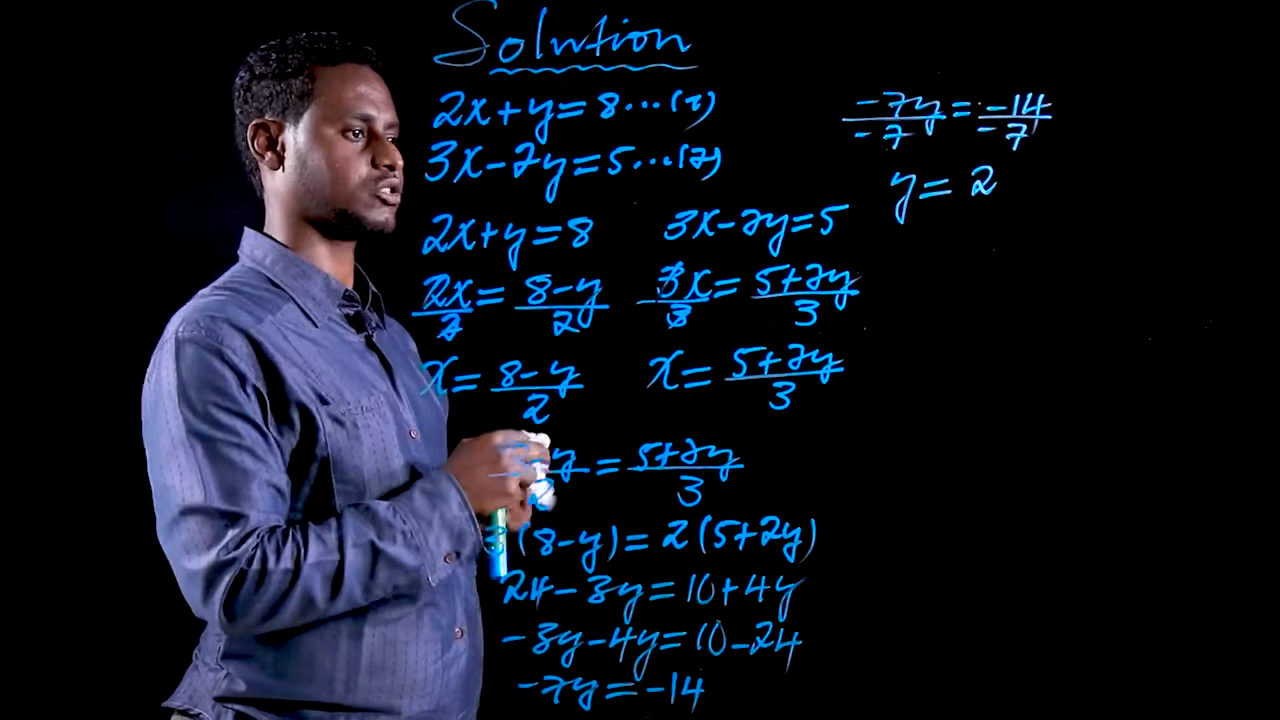 Solution
2x+y=8...(1)
3x-2y=5...(2)
2x+y=8 3x-2y=5
2x/2 = 8-y/2 3x/3 = 5+2y/3
x = 8-y/2 x = 5+2y/3
y/2 = 5+2y/3
(8-y)=2(5+2y)
24-3y=10+4y
-3y-4y=10-24
-7y=-14
-7y/-7 = -14/-7
y=2